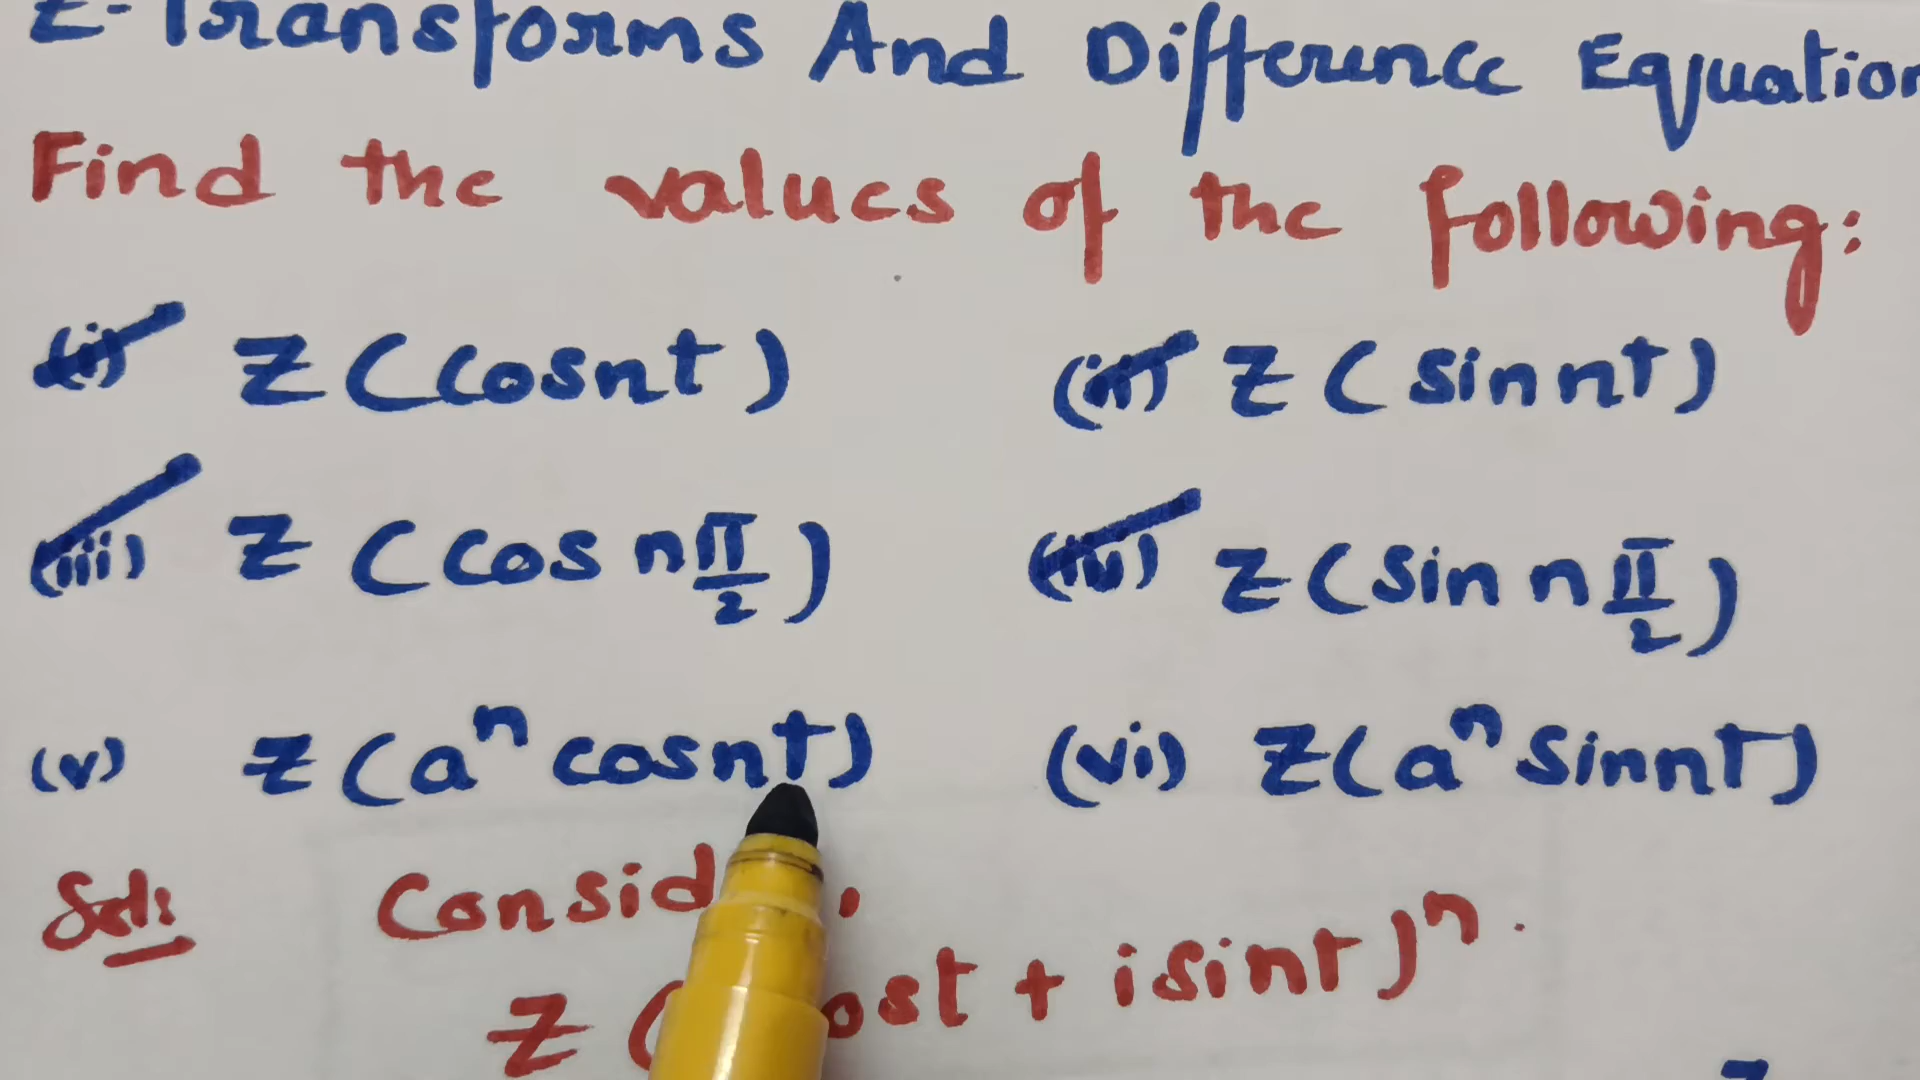 Z-Transforms And Difference Equation
Find the values of the following:
(i) Z(cosnt) (ii) Z(sinnt)
(iii) Z(cos nπ/2) (iv) Z(sin nπ/2)
(v) Z(aⁿ cosnt) (vi) Z(aⁿ sinnt)
Sol: Consid
Z ( ost + isint)ⁿ.
Z